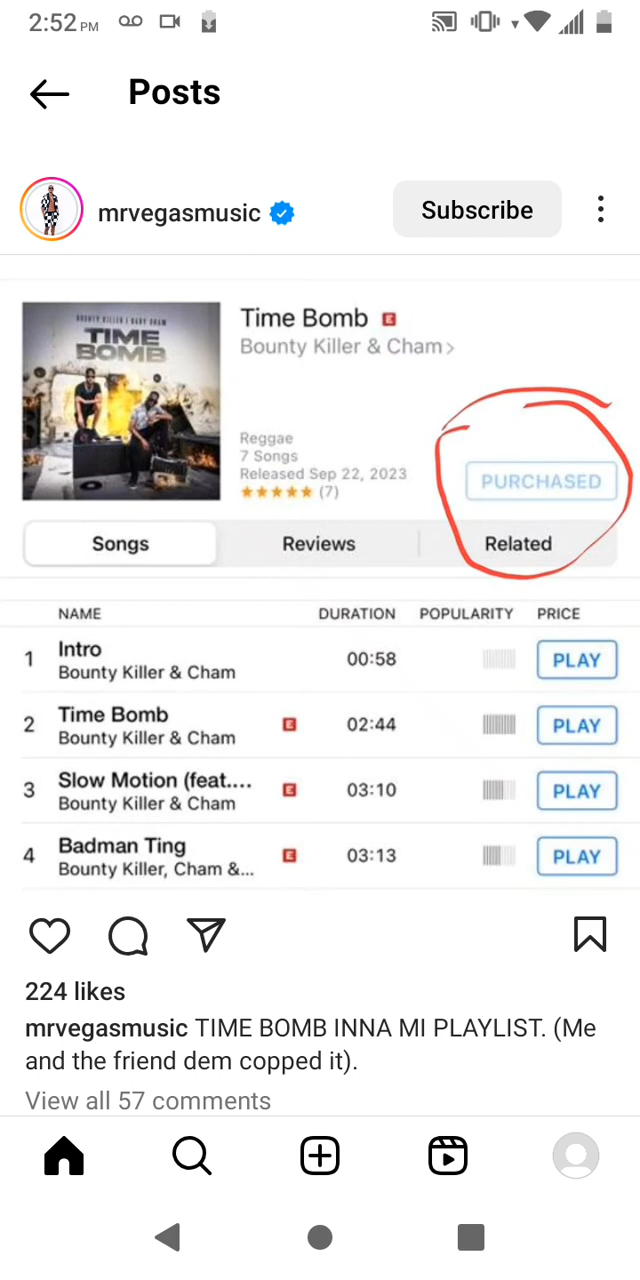 2:52 PM
Posts
mrvegasmusic
Subscribe
BOUNTY KILLER | BABY CHAM
TIME
BOMB
Time Bomb E
Bounty Killer & Cham >
Reggae
7 Songs
Released Sep 22, 2023
★★★★★ (7)
PURCHASED
Songs Reviews Related
NAME DURATION POPULARITY PRICE
1 Intro 00:58 PLAY
Bounty Killer & Cham
2 Time Bomb E 02:44 PLAY
Bounty Killer & Cham
3 Slow Motion (feat.... E 03:10 PLAY
Bounty Killer & Cham
4 Badman Ting E 03:13 PLAY
Bounty Killer, Cham &...
224 likes
mrvegasmusic TIME BOMB INNA MI PLAYLIST. (Me
and the friend dem copped it).
View all 57 comments